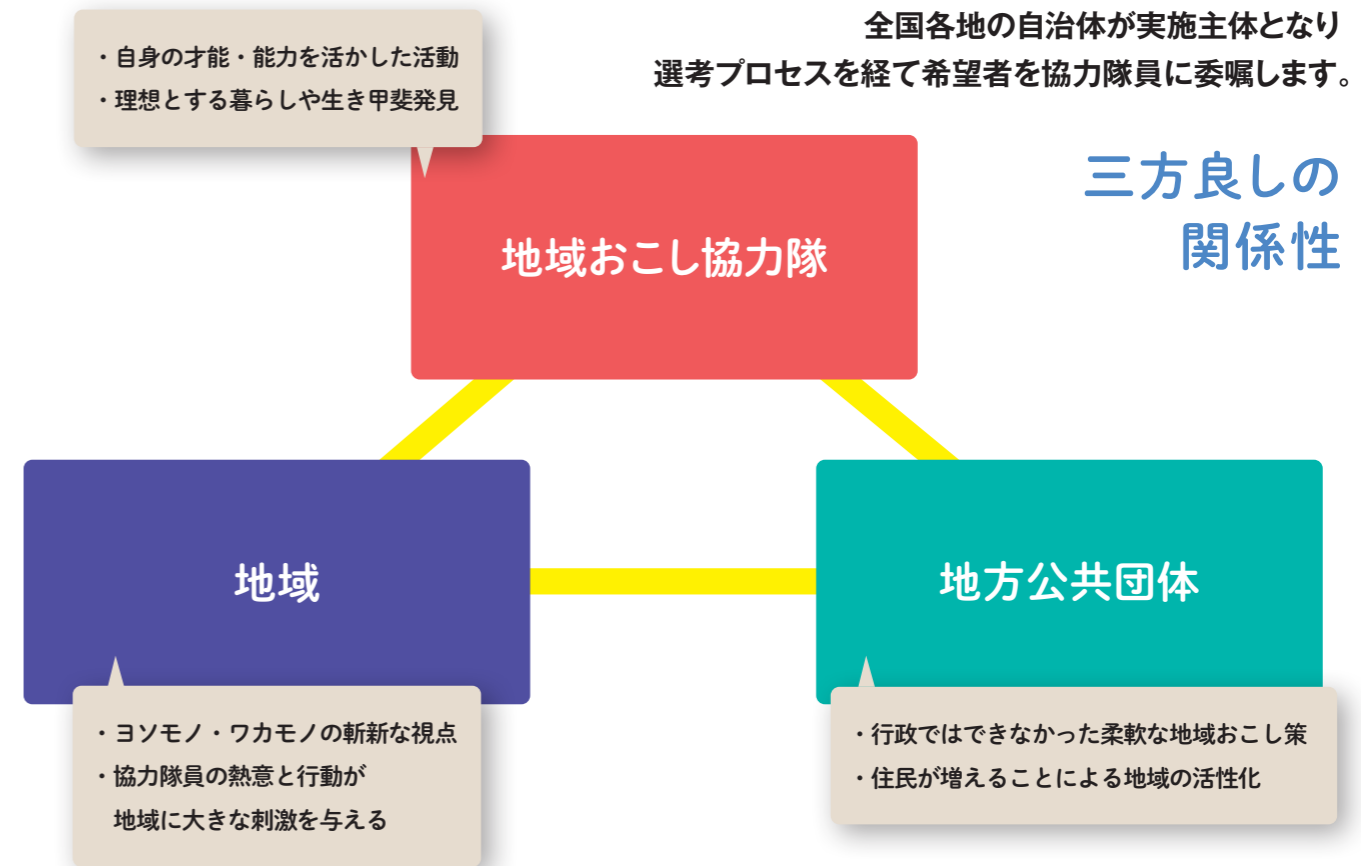 全国各地の自治体が実施主体となり
選考プロセスを経て希望者を協力隊員に委嘱します。
三方良しの
関係性
・自身の才能・能力を活かした活動
・理想とする暮らしや生き甲斐発見
地域おこし協力隊
地域
・ヨソモノ・ワカモノの斬新な視点
・協力隊員の熱意と行動が
地域に大きな刺激を与える
地方公共団体
・行政ではできなかった柔軟な地域おこし策
・住民が増えることによる地域の活性化